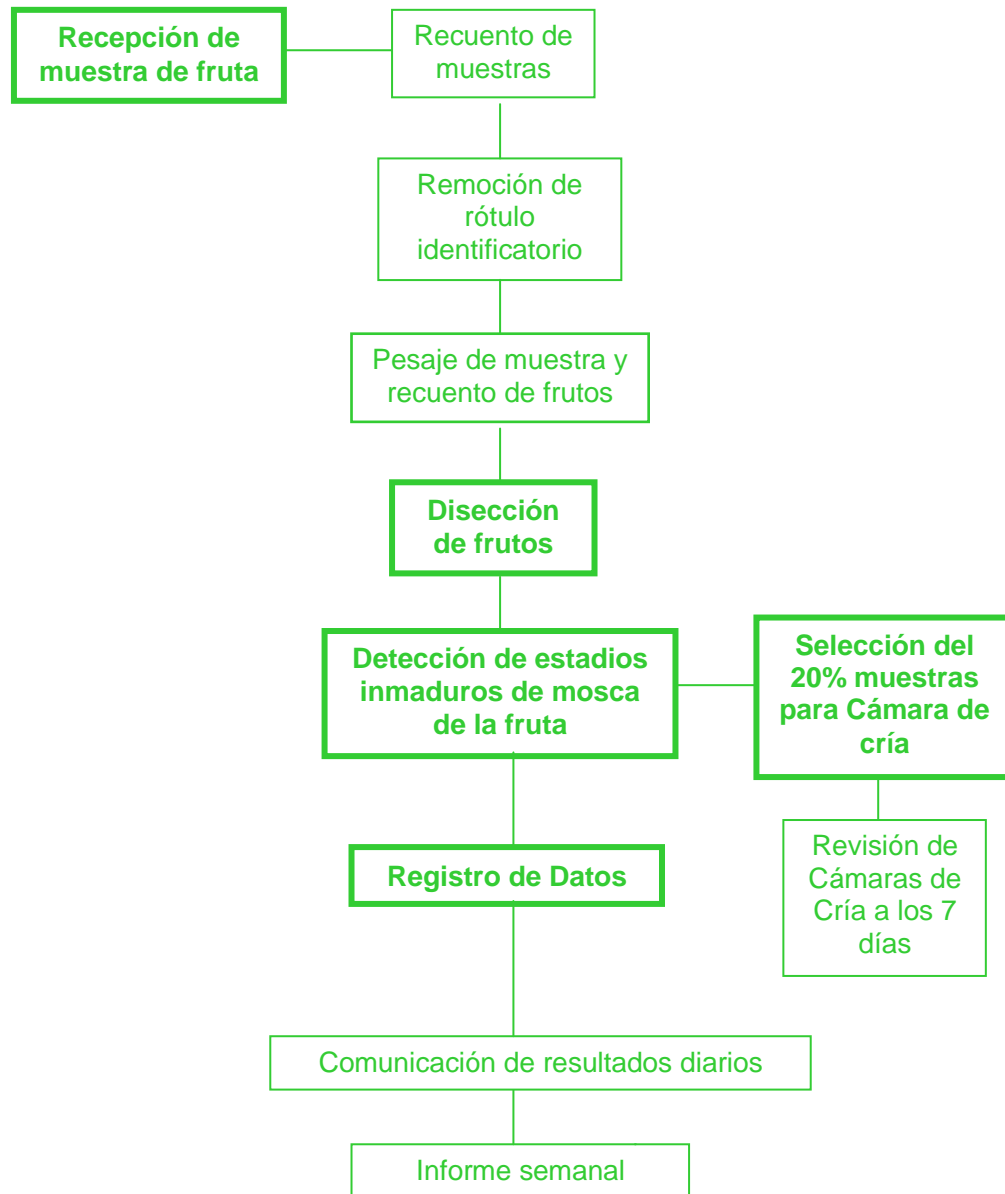 Recepción de
muestra de fruta
Recuento de
muestras
Remoción de
rótulo
identificatorio
Pesaje de muestra y
recuento de frutos
Disección
de frutos
Detección de estadios
inmaduros de mosca
de la fruta
Selección del
20% muestras
para Cámara de
cría
Revisión de
Cámaras de
Cría a los 7
días
Registro de Datos
Comunicación de resultados diarios
Informe semanal